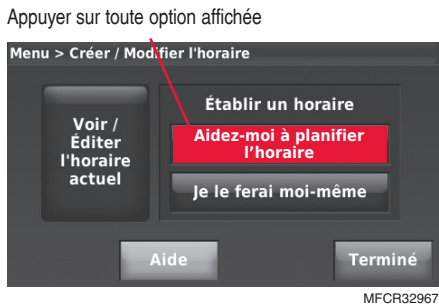 Appuyer sur toute option affichée
Menu > Créer / Modifier l'horaire
Voir /
Éditer
l'horaire
actuel
Établir un horaire
Aidez-moi à planifier
l’horaire
Je le ferai moi-même
Aide
Terminé
MFCR32967